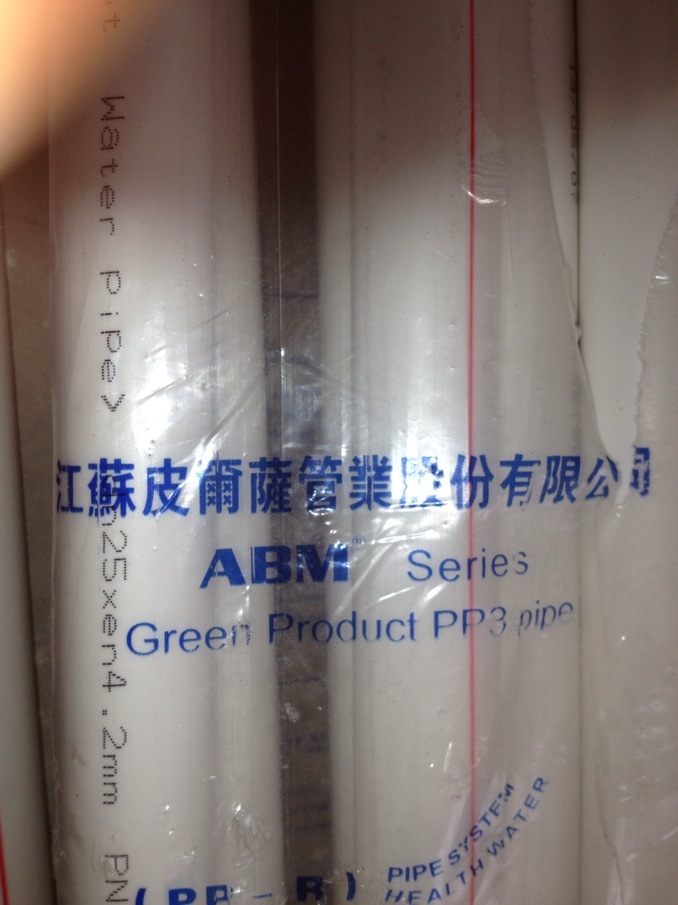 Water Pipe>
江蘇皮爾薩管業股份有限公司
ABM® Series
Green Product PP3 pipe
25xen4.2mm PN
PIPE SYSTEM
HEALTH WATER
(PP-R)